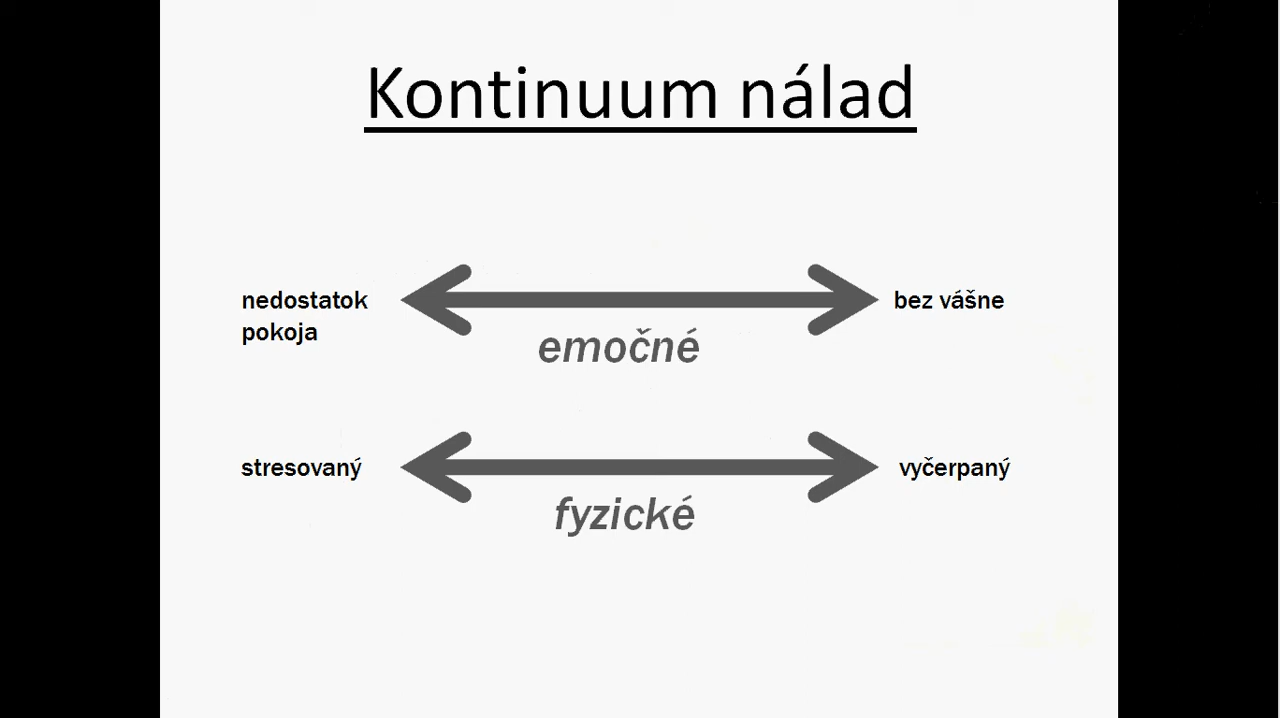 Kontinuum nálad
nedostatok
pokoja
bez vášne
emočné
stresovaný
vyčerpaný
fyzické